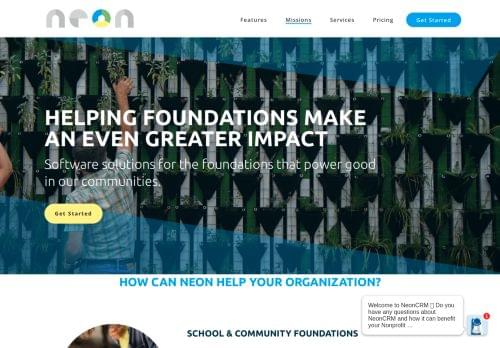 neon
Features
Missions
Services
Pricing
Get Started
HELPING FOUNDATIONS MAKE
AN EVEN GREATER IMPACT
Software solutions for the foundations that power good
in our communities.
Get Started
HOW CAN NEON HELP YOUR ORGANIZATION?
SCHOOL & COMMUNITY FOUNDATIONS
Welcome to NeonCRM ▯ Do you
have any questions about
NeonCRM and how it can benefit
your Nonprofit ...
1